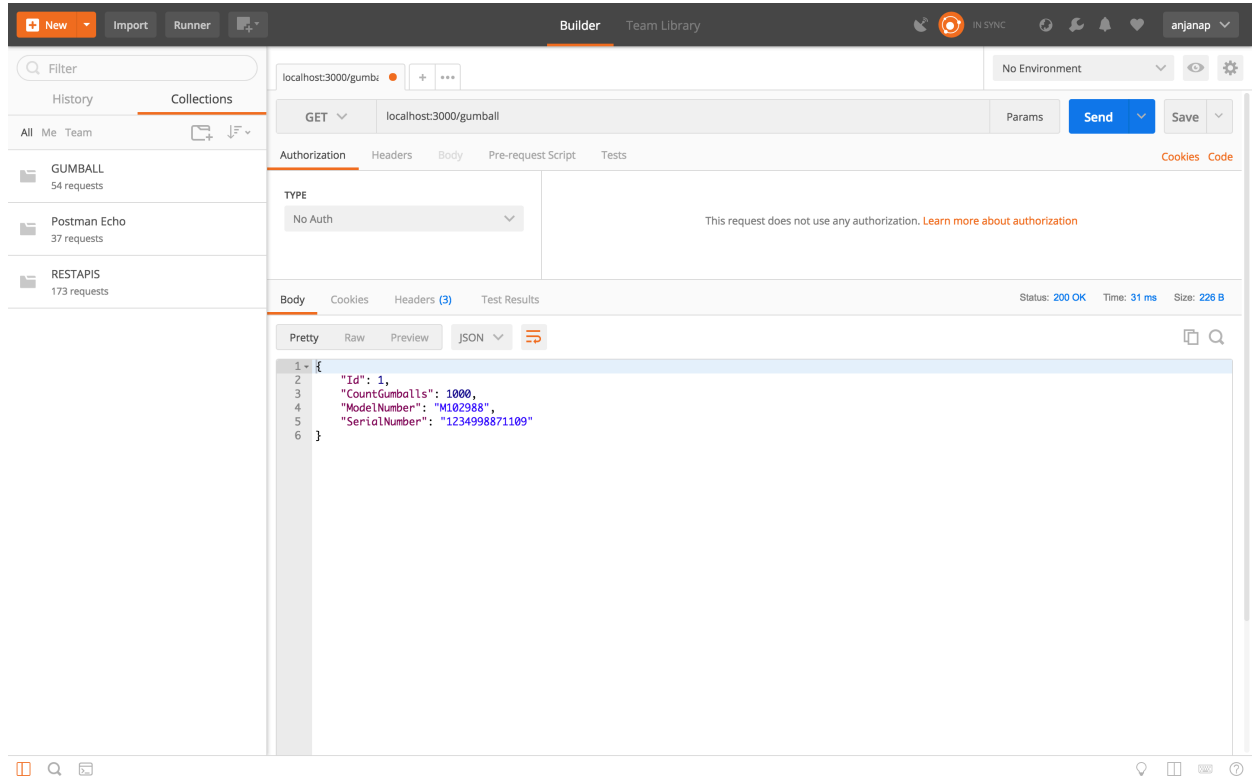 New Import Runner Builder Team Library IN SYNC anjanap
Filter
History Collections
All Me Team
GUMBALL
54 requests
Postman Echo
37 requests
RESTAPIS
173 requests
localhost:3000/gumba + ••• No Environment
GET localhost:3000/gumball Params Send Save
Authorization Headers Body Pre-request Script Tests Cookies Code
TYPE
No Auth
This request does not use any authorization. Learn more about authorization
Body Cookies Headers (3) Test Results Status: 200 OK Time: 31 ms Size: 226 B
Pretty Raw Preview JSON
1 {
2 "Id": 1,
3 "CountGumballs": 1000,
4 "ModelNumber": "M102988",
5 "SerialNumber": "1234998871109"
6 }